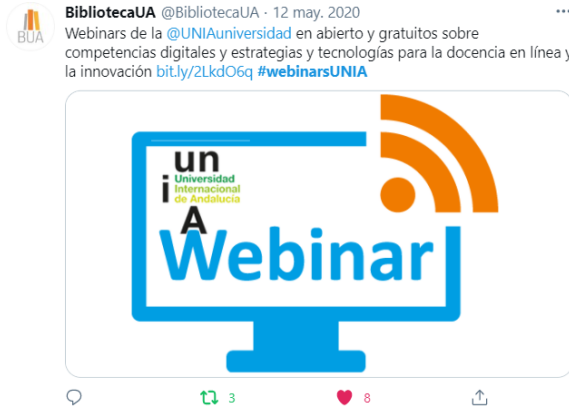 BibliotecaUA @BibliotecaUA · 12 may. 2020
BUA
Webinars de la @UNIAuniversidad en abierto y gratuitos sobre
competencias digitales y estrategias y tecnologías para la docencia en línea y
la innovación bit.ly/2LkdO6q #webinarsUNIA
un
i
Universidad
Internacional
de Andalucía
A
Webinar
3
8